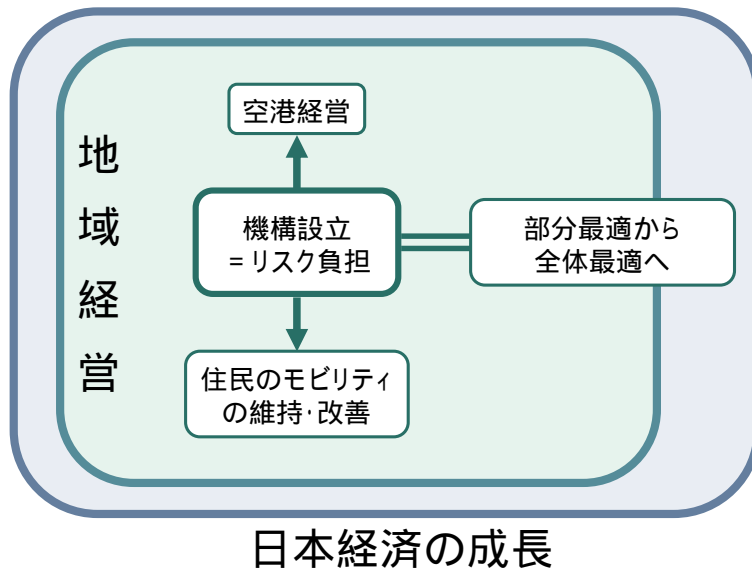 地域経営
空港経営
機構設立
=リスク負担
部分最適から
全体最適へ
住民のモビリティ
の維持・改善
日本経済の成長